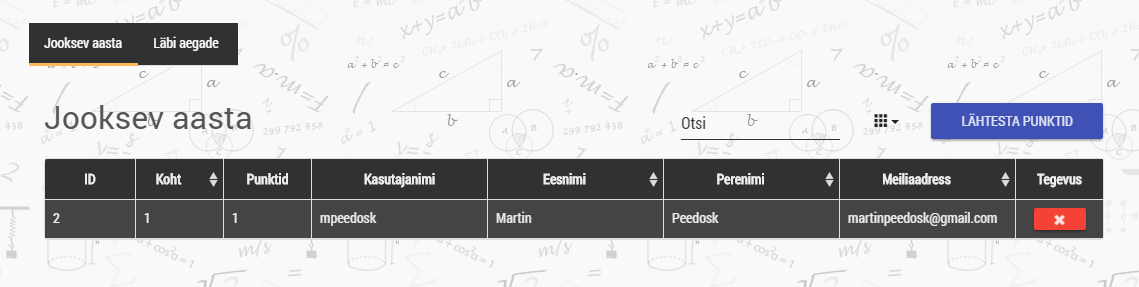 Jooksev aasta Läbi aegade
Jooksev aasta
Otsi
LÄHTESTA PUNKTID
ID Koht Punktid Kasutajanimi Eesnimi Perenimi Meiliaadress Tegevus
2 1 1 mpeedosk Martin Peedosk martinpeedosk@gmail.com